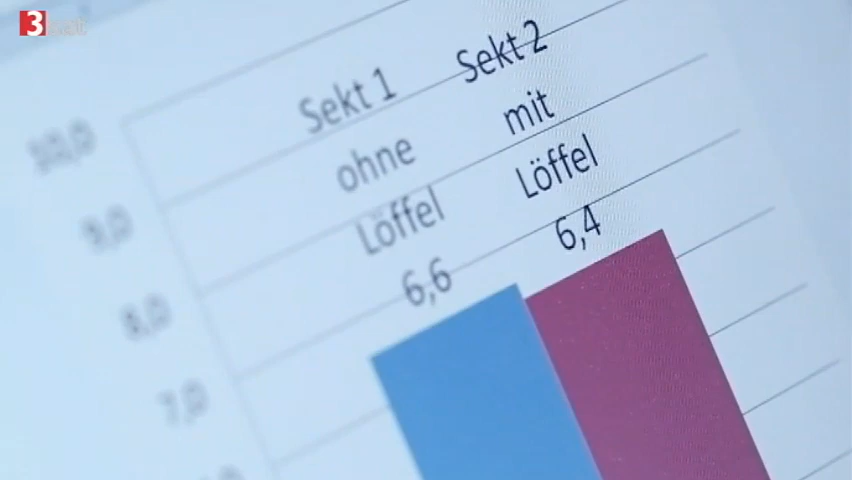 3sat
Sekt 1
ohne
Löffel
6,6
Sekt 2
mit
Löffel
6,4
10,0
9,0
8,0
7,0